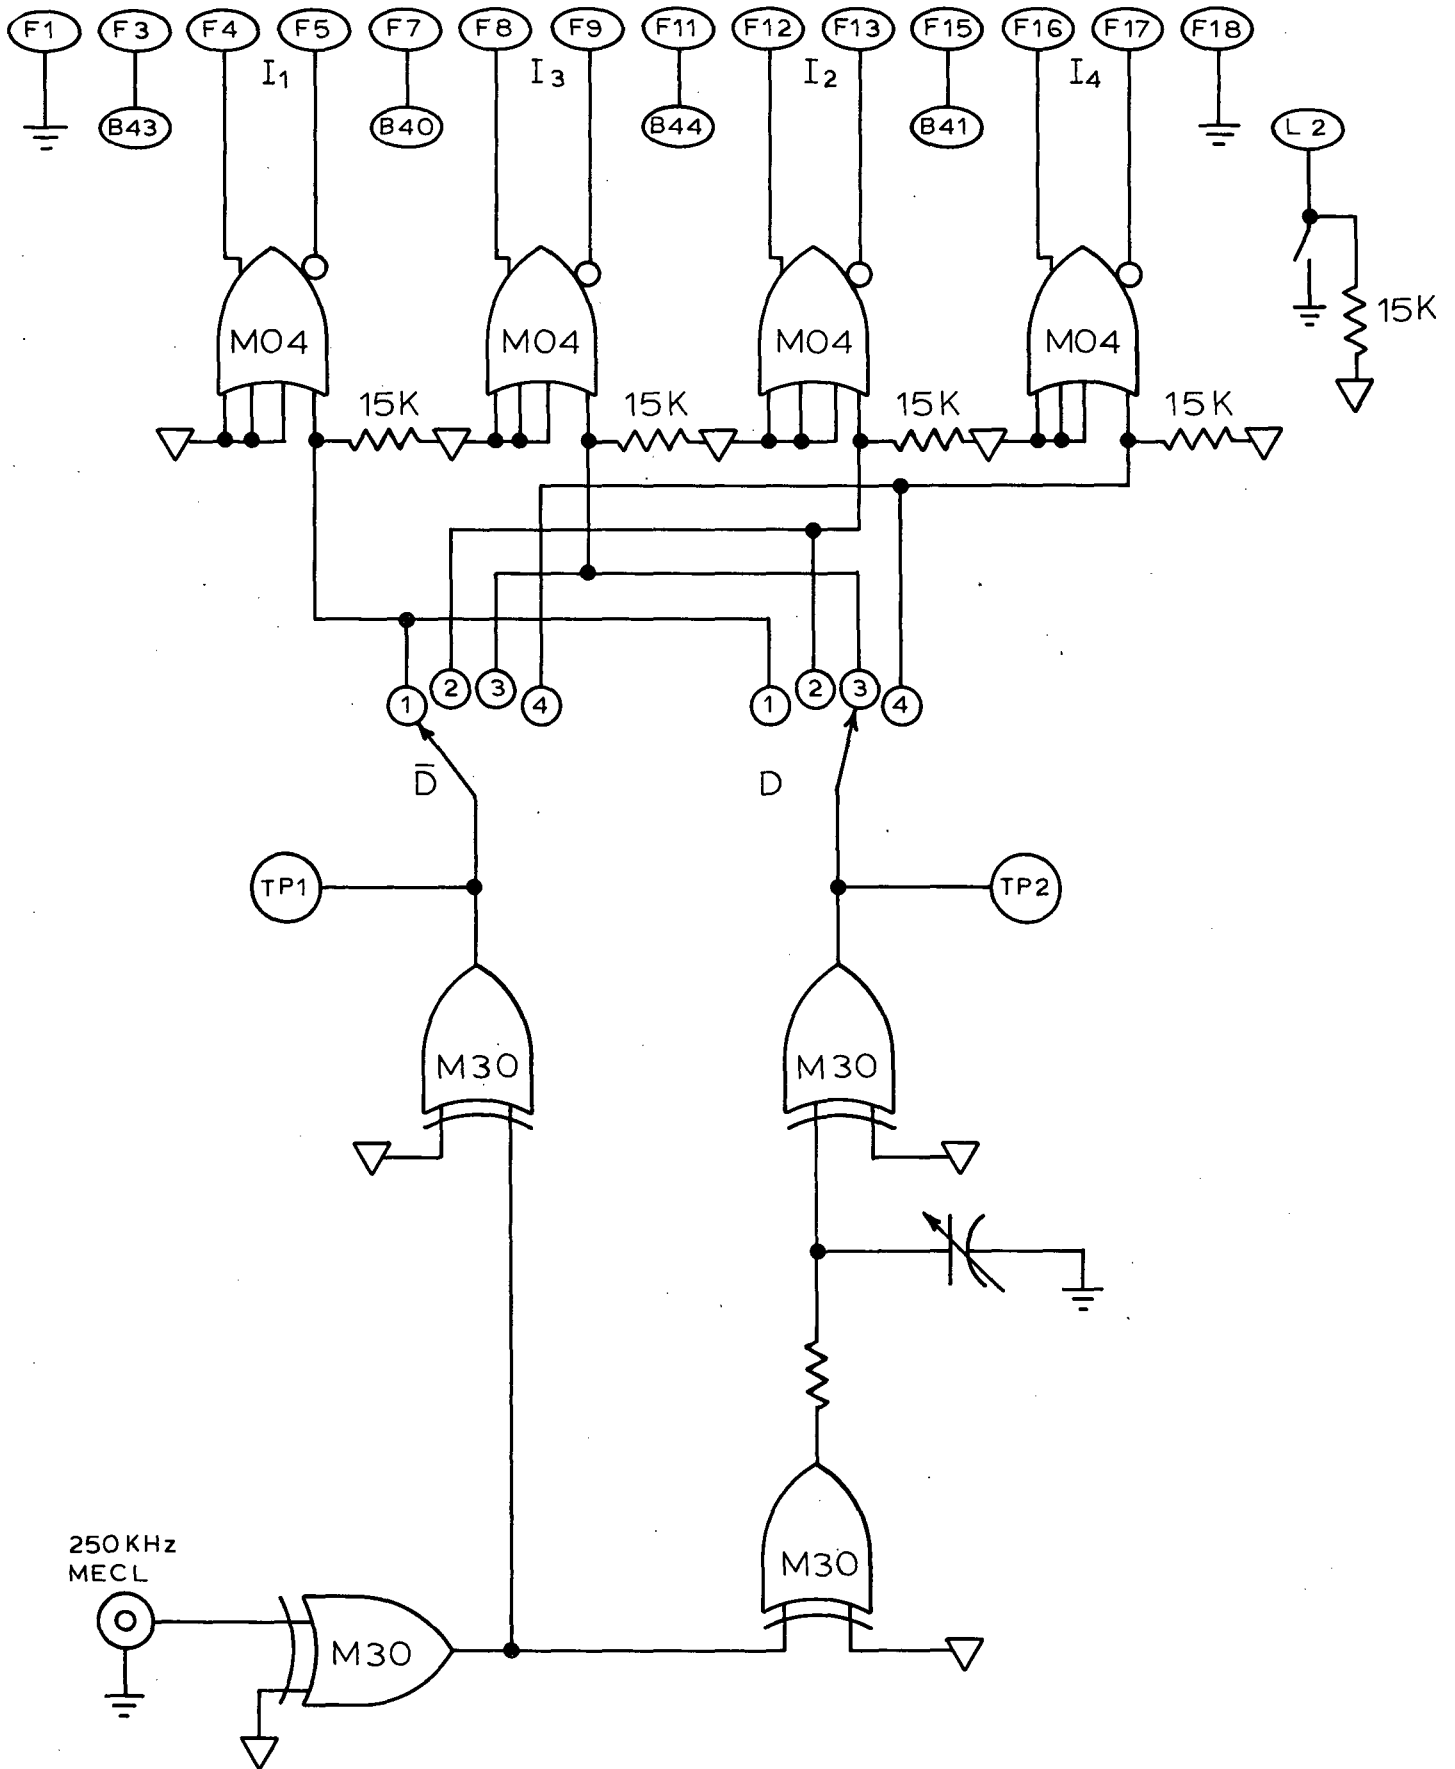 F1 F3 F4 F5 F7 F8 F9 F11 F12 F13 F15 F16 F17 F18
I1 I3 I2 I4
B43 B40 B44 B41 L2
15K
M04 M04 M04 M04
15K 15K 15K 15K
1 2 3 4 1 2 3 4
D̅ D
TP1 TP2
M30 M30
250KHz
MECL
M30
M30